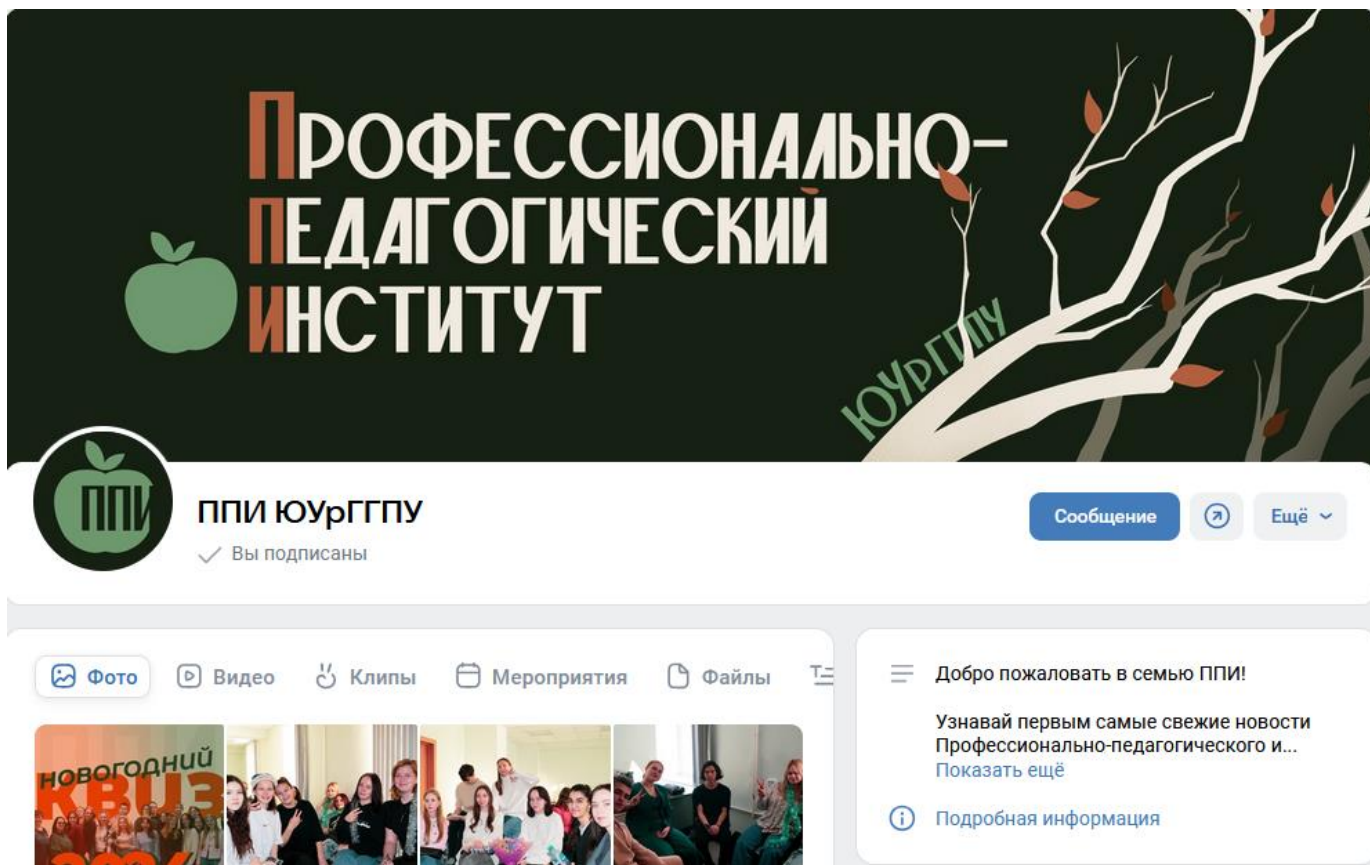 ПРОФЕССИОНАЛЬНО-
ПЕДАГОГИЧЕСКИЙ
ИНСТИТУТ
ЮУрГГПУ
ППИ
ППИ ЮУрГГПУ
Вы подписаны
Сообщение
Ещё
Фото
Видео
Клипы
Мероприятия
Файлы
Добро пожаловать в семью ППИ!
Узнавай первым самые свежие новости
Профессионально-педагогического и...
Показать ещё
Подробная информация
НОВОГОДНИЙ
КВИЗ